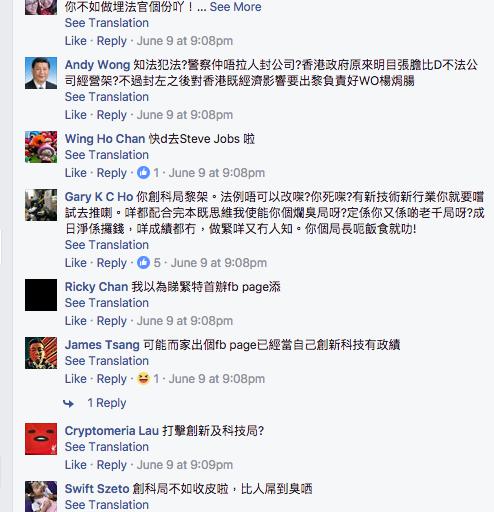 你不如做埋法官個份吖！... See More
See Translation
Like · Reply · June 9 at 9:08pm
Andy Wong 知法犯法?警察仲唔拉人封公司?香港政府原來明目張膽比D不法公
司經營架?不過封左之後對香港既經濟影響要出黎負責好WO楊焗腸
See Translation
Like · Reply · June 9 at 9:08pm
Wing Ho Chan 快d去Steve Jobs 啦
See Translation
Like · Reply · 1 · June 9 at 9:08pm
Gary K C Ho 你創科局黎架。法例唔可以改㗎?你死㗎?有新技術新行業你就要嚐
試去推喇。咩都配合完本既思維我使能你個爛臭局呀?定係你又係啲老千局呀?成
日淨係攞錢，咩成績都冇，做緊咩又冇人知。你個局長呃飯食就叻!
See Translation
Like · Reply · 5 · June 9 at 9:08pm
Ricky Chan 我以為睇緊特首辦fb page添
See Translation
Like · Reply · June 9 at 9:08pm
James Tsang 可能而家出個fb page已經當自己創新科技有政績
See Translation
Like · Reply · 1 · June 9 at 9:08pm
1 Reply
Cryptomeria Lau 打擊創新及科技局?
See Translation
Like · Reply · June 9 at 9:09pm
Swift Szeto 創科局不如收皮啦，比人屌到臭哂
See Translation